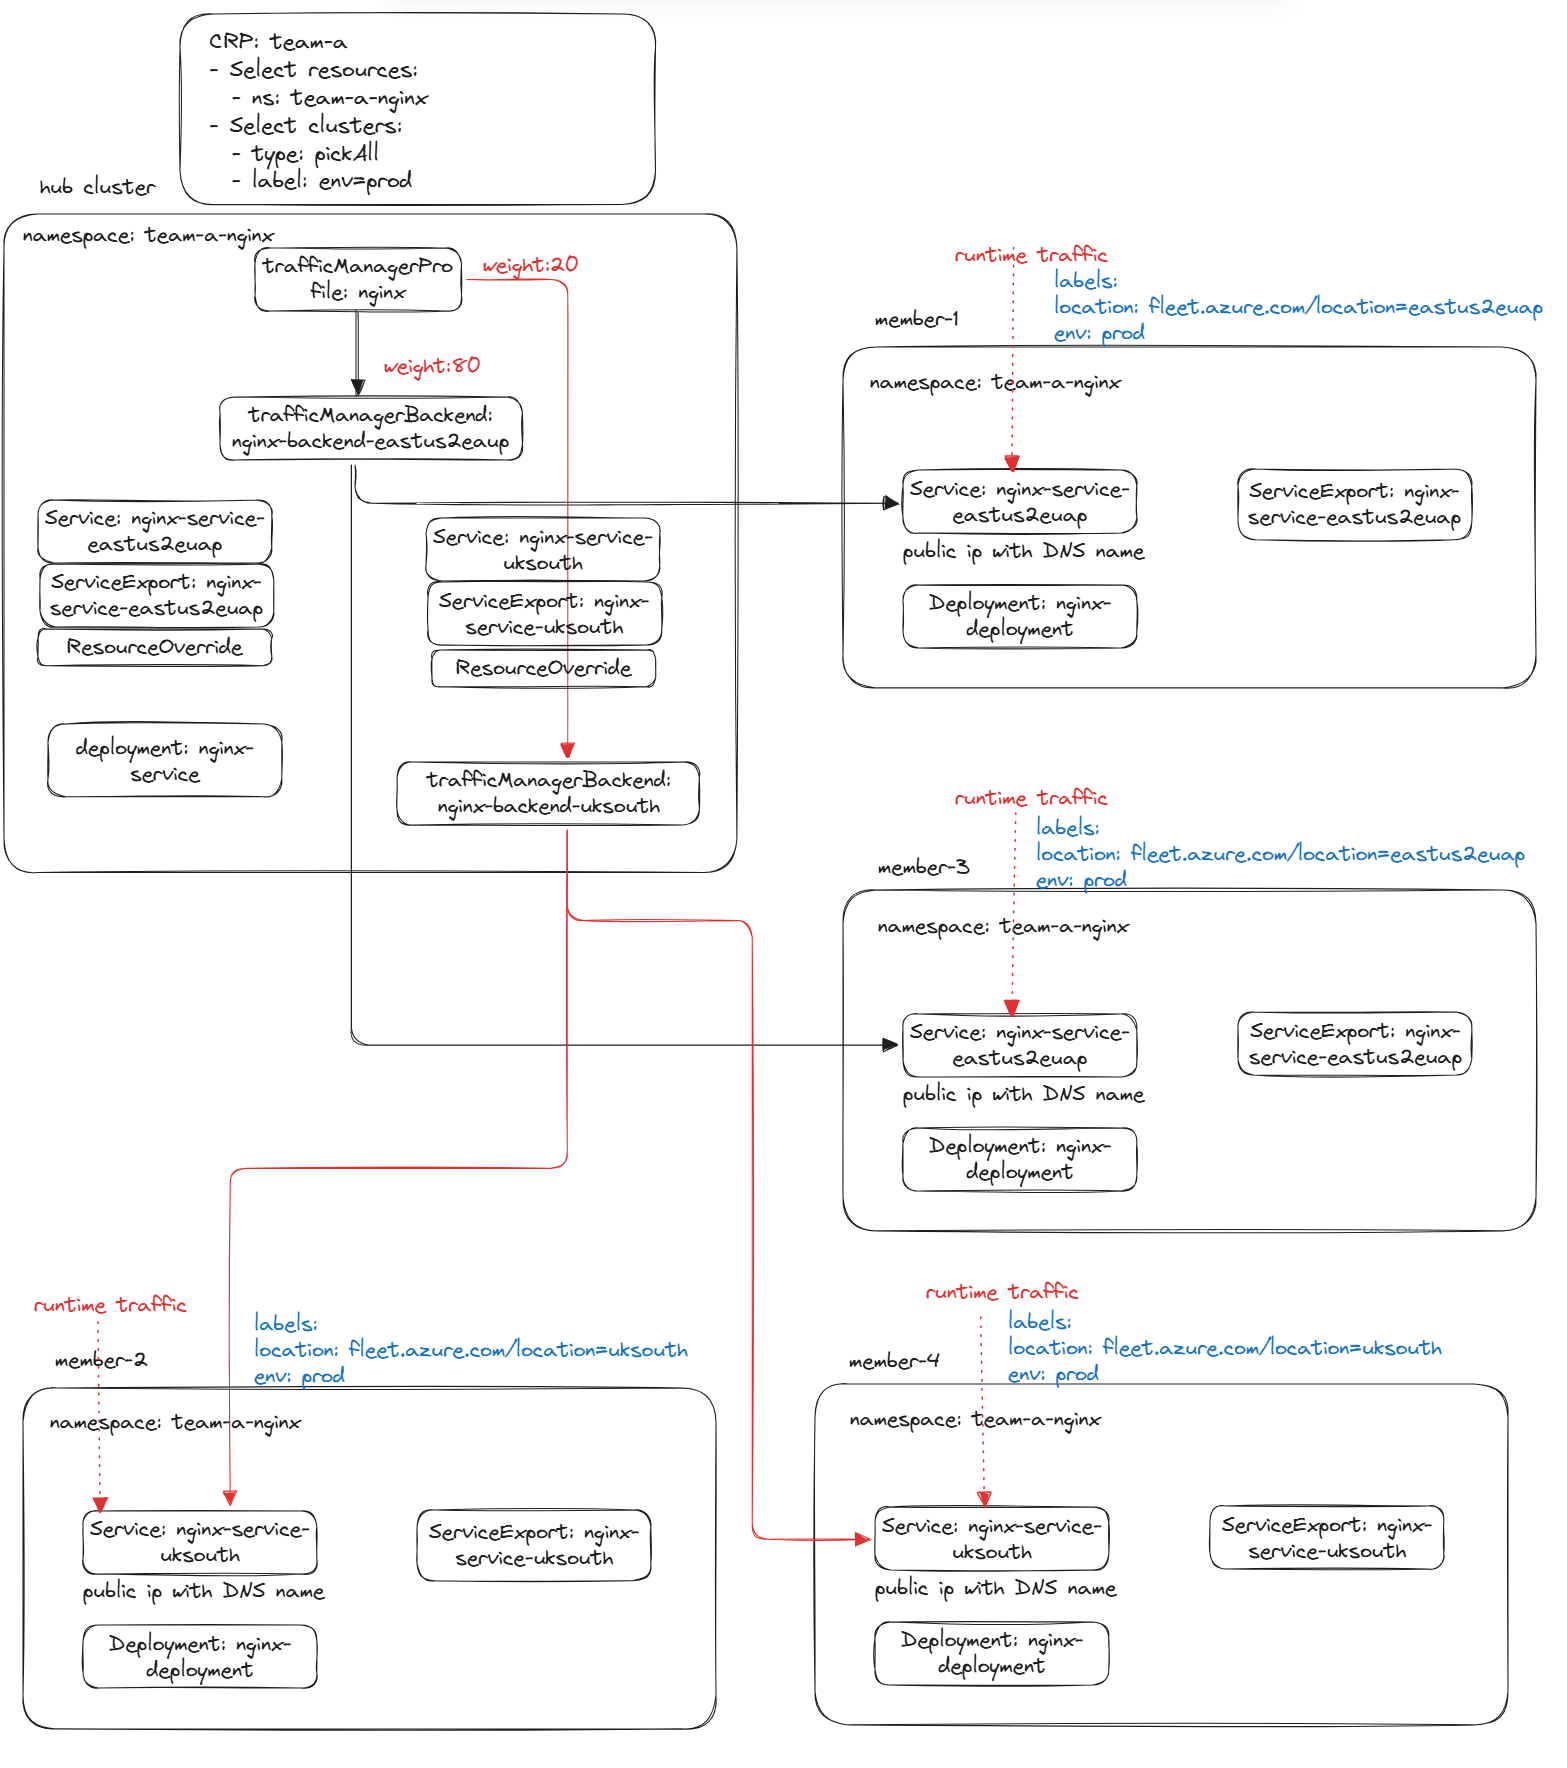 CRP: team-a
- Select resources:
- ns: team-a-nginx
- Select clusters:
- type: pickAll
- label: env=prod
hub cluster
namespace: team-a-nginx
trafficManagerPro
file: nginx
weight:20
weight:80
trafficManagerBackend:
nginx-backend-eastus2eaup
Service: nginx-service-
eastus2euap
ServiceExport: nginx-
service-eastus2euap
ResourceOverride
Service: nginx-service-
uksouth
ServiceExport: nginx-
service-uksouth
ResourceOverride
deployment: nginx-
service
trafficManagerBackend:
nginx-backend-uksouth
runtime traffic
labels:
location: fleet.azure.com/location=eastus2euap
env: prod
member-1
namespace: team-a-nginx
Service: nginx-service-
eastus2euap
public ip with DNS name
ServiceExport: nginx-
service-eastus2euap
Deployment: nginx-
deployment
runtime traffic
labels:
location: fleet.azure.com/location=eastus2euap
env: prod
member-3
namespace: team-a-nginx
Service: nginx-service-
eastus2euap
public ip with DNS name
ServiceExport: nginx-
service-eastus2euap
Deployment: nginx-
deployment
runtime traffic
member-2
labels:
location: fleet.azure.com/location=uksouth
env: prod
namespace: team-a-nginx
Service: nginx-service-
uksouth
public ip with DNS name
ServiceExport: nginx-
service-uksouth
Deployment: nginx-
deployment
runtime traffic
labels:
location: fleet.azure.com/location=uksouth
env: prod
member-4
namespace: team-a-nginx
Service: nginx-service-
uksouth
public ip with DNS name
ServiceExport: nginx-
service-uksouth
Deployment: nginx-
deployment